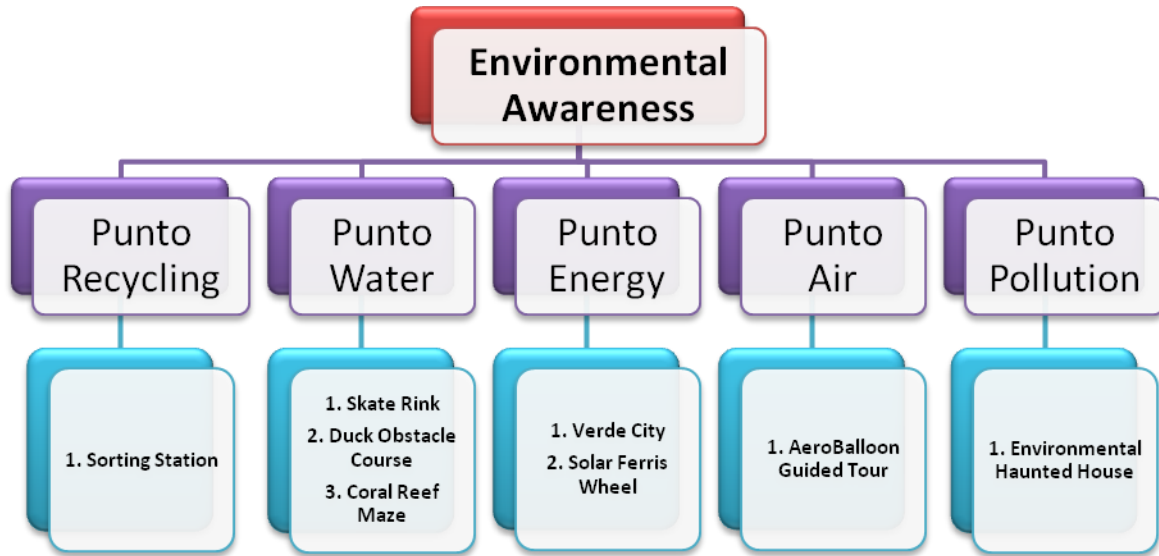 Environmental
Awareness
Punto
Recycling
Punto
Water
Punto
Energy
Punto
Air
Punto
Pollution
1. Sorting Station
1. Skate Rink
2. Duck Obstacle
Course
3. Coral Reef
Maze
1. Verde City
2. Solar Ferris
Wheel
1. AeroBalloon
Guided Tour
1. Environmental
Haunted House